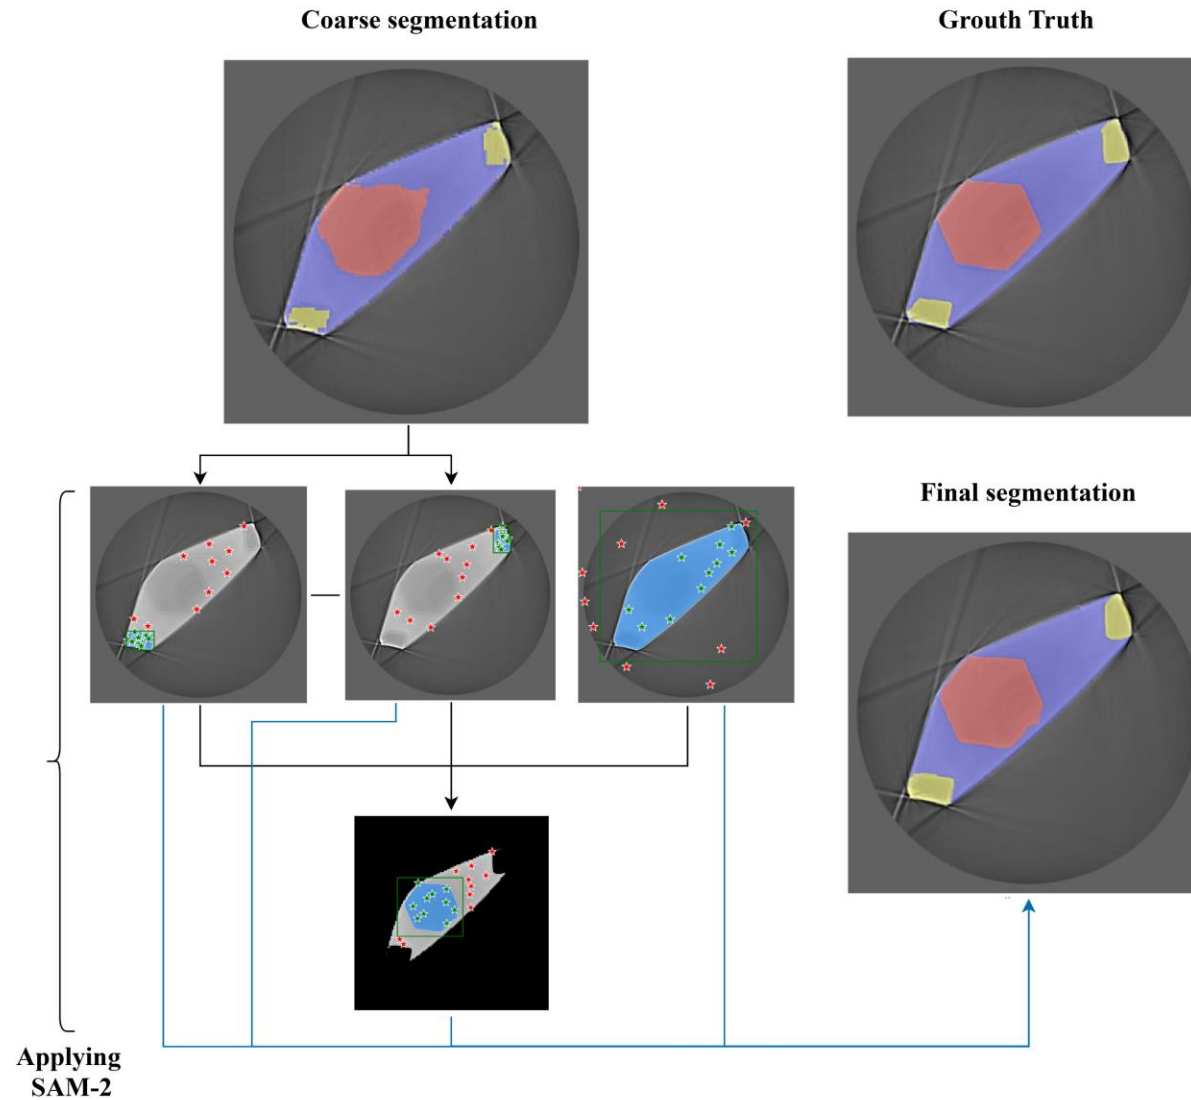 Coarse segmentation
Grouth Truth
Final segmentation
Applying
SAM-2